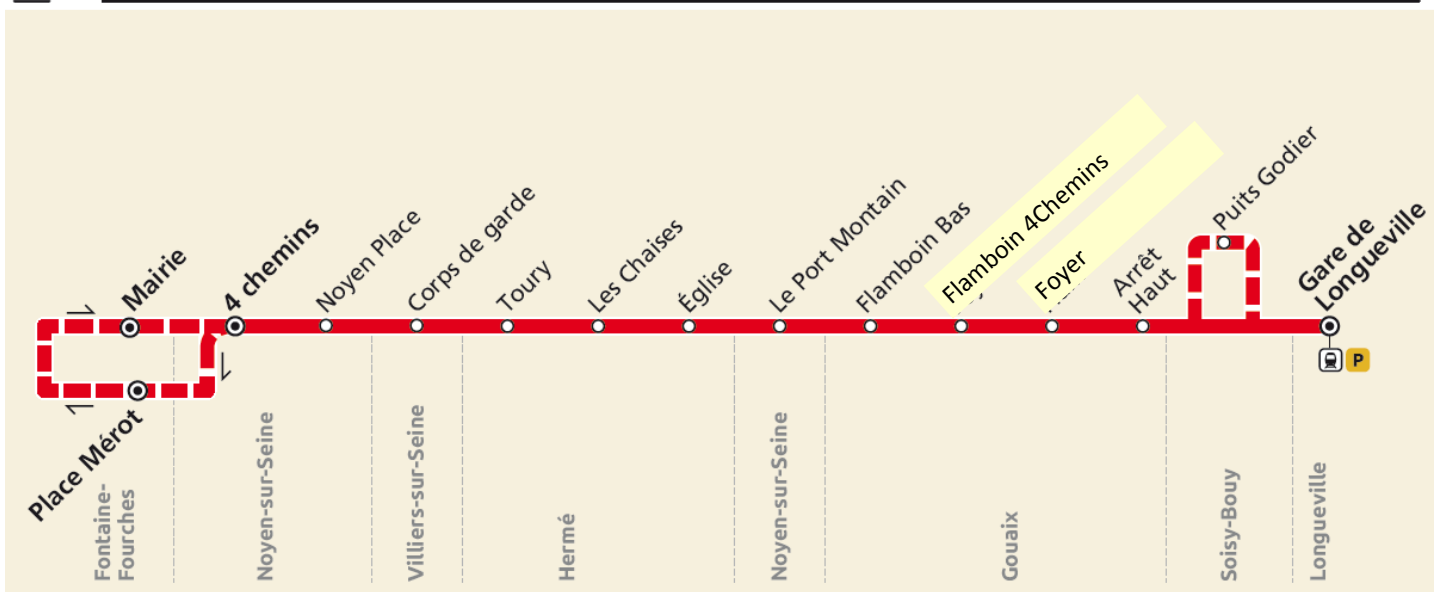 Mairie
4 chemins
Noyen Place
Corps de garde
Toury
Les Chaises
Église
Le Port Montain
Flamboin Bas
Flamboin 4Chemins
Foyer
Arrêt
Haut
Puits Godier
Gare de
Longueville
P
Place Mérot
Fontaine-
Fourches
Noyen-sur-Seine
Villiers-sur-Seine
Hermé
Noyen-sur-Seine
Gouaix
Soisy-Bouy
Longueville